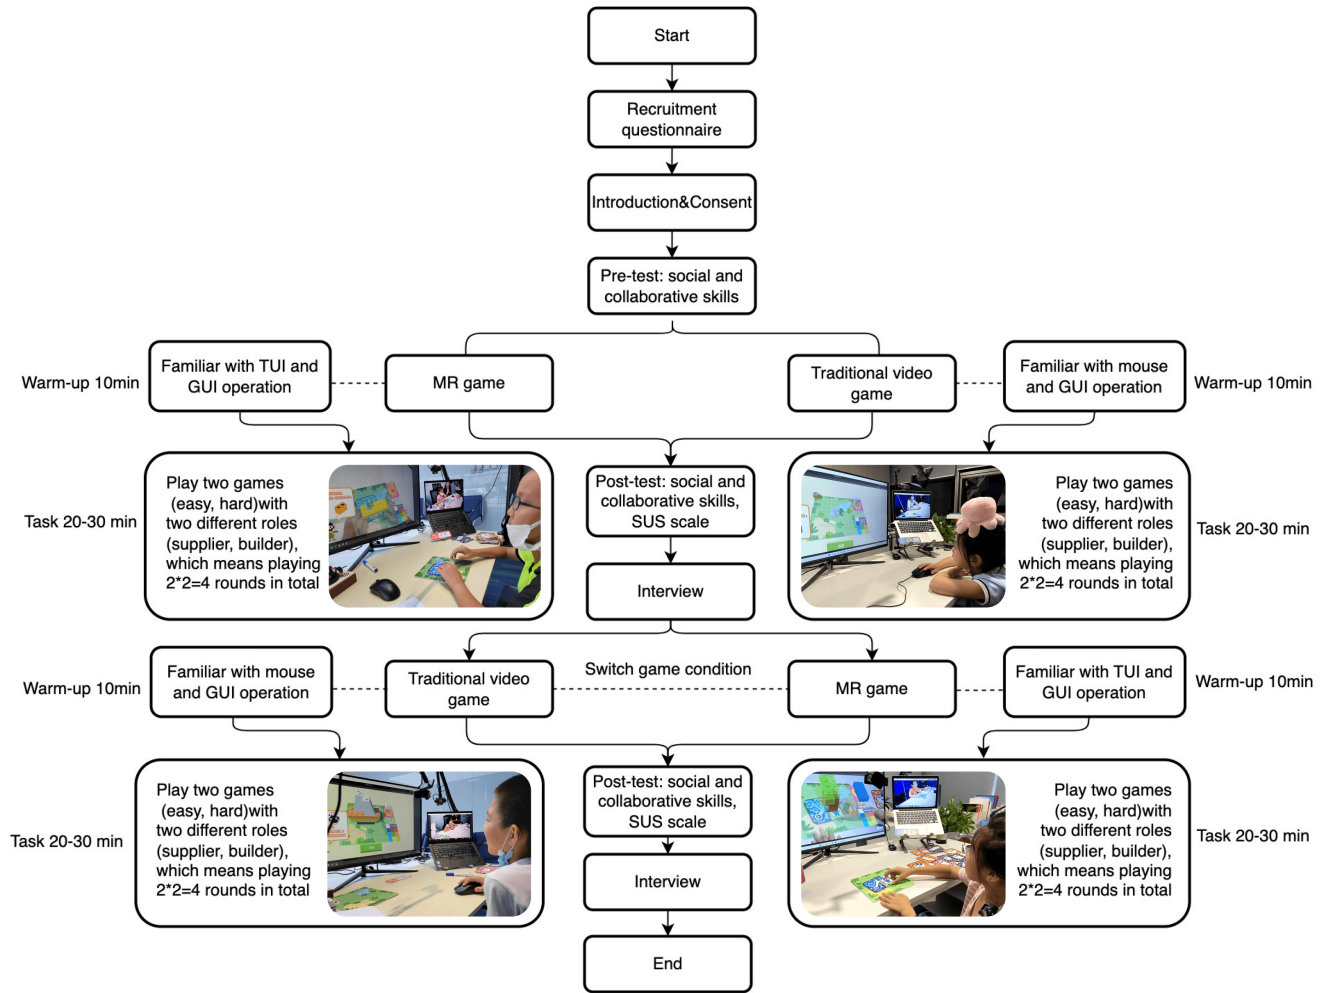 Start
Recruitment
questionnaire
Introduction&Consent
Pre-test: social and
collaborative skills
Warm-up 10min
Familiar with TUI and
GUI operation
MR game
Traditional video
game
Familiar with mouse
and GUI operation
Warm-up 10min
Task 20-30 min
Play two games
(easy, hard)with
two different roles
(supplier, builder),
which means playing
2*2=4 rounds in total
Post-test: social and
collaborative skills,
SUS scale
Interview
Play two games
(easy, hard)with
two different roles
(supplier, builder),
which means playing
2*2=4 rounds in total
Task 20-30 min
Warm-up 10min
Familiar with mouse
and GUI operation
Traditional video
game
Switch game condition
MR game
Familiar with TUI and
GUI operation
Warm-up 10min
Task 20-30 min
Play two games
(easy, hard)with
two different roles
(supplier, builder),
which means playing
2*2=4 rounds in total
Post-test: social and
collaborative skills,
SUS scale
Interview
End
Play two games
(easy, hard)with
two different roles
(supplier, builder),
which means playing
2*2=4 rounds in total
Task 20-30 min